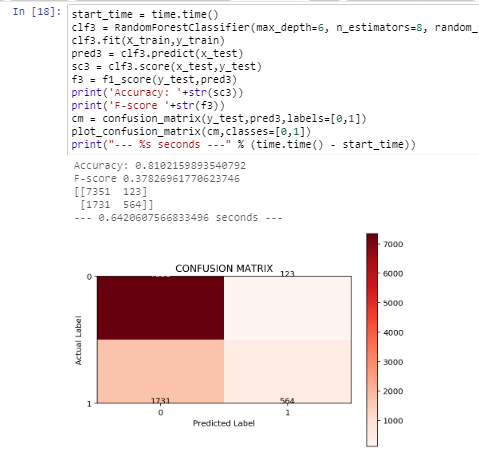 In [18]:
start_time = time.time()
clf3 = RandomForestClassifier(max_depth=6, n_estimators=8, random_
clf3.fit(X_train,y_train)
pred3 = clf3.predict(x_test)
sc3 = clf3.score(x_test,y_test)
f3 = f1_score(y_test,pred3)
print('Accuracy: '+str(sc3))
print('F-score '+str(f3))
cm = confusion_matrix(y_test,pred3,labels=[0,1])
plot_confusion_matrix(cm,classes=[0,1])
print("--- %s seconds ---" % (time.time() - start_time))
Accuracy: 0.8102159893540792
F-score 0.37826961770623746
[[7351 123]
[1731 564]]
--- 0.6420607566833496 seconds ---
CONFUSION MATRIX
0
123
Actual Label
1
1731
564
0
1
Predicted Label
7000
6000
5000
4000
3000
2000
1000